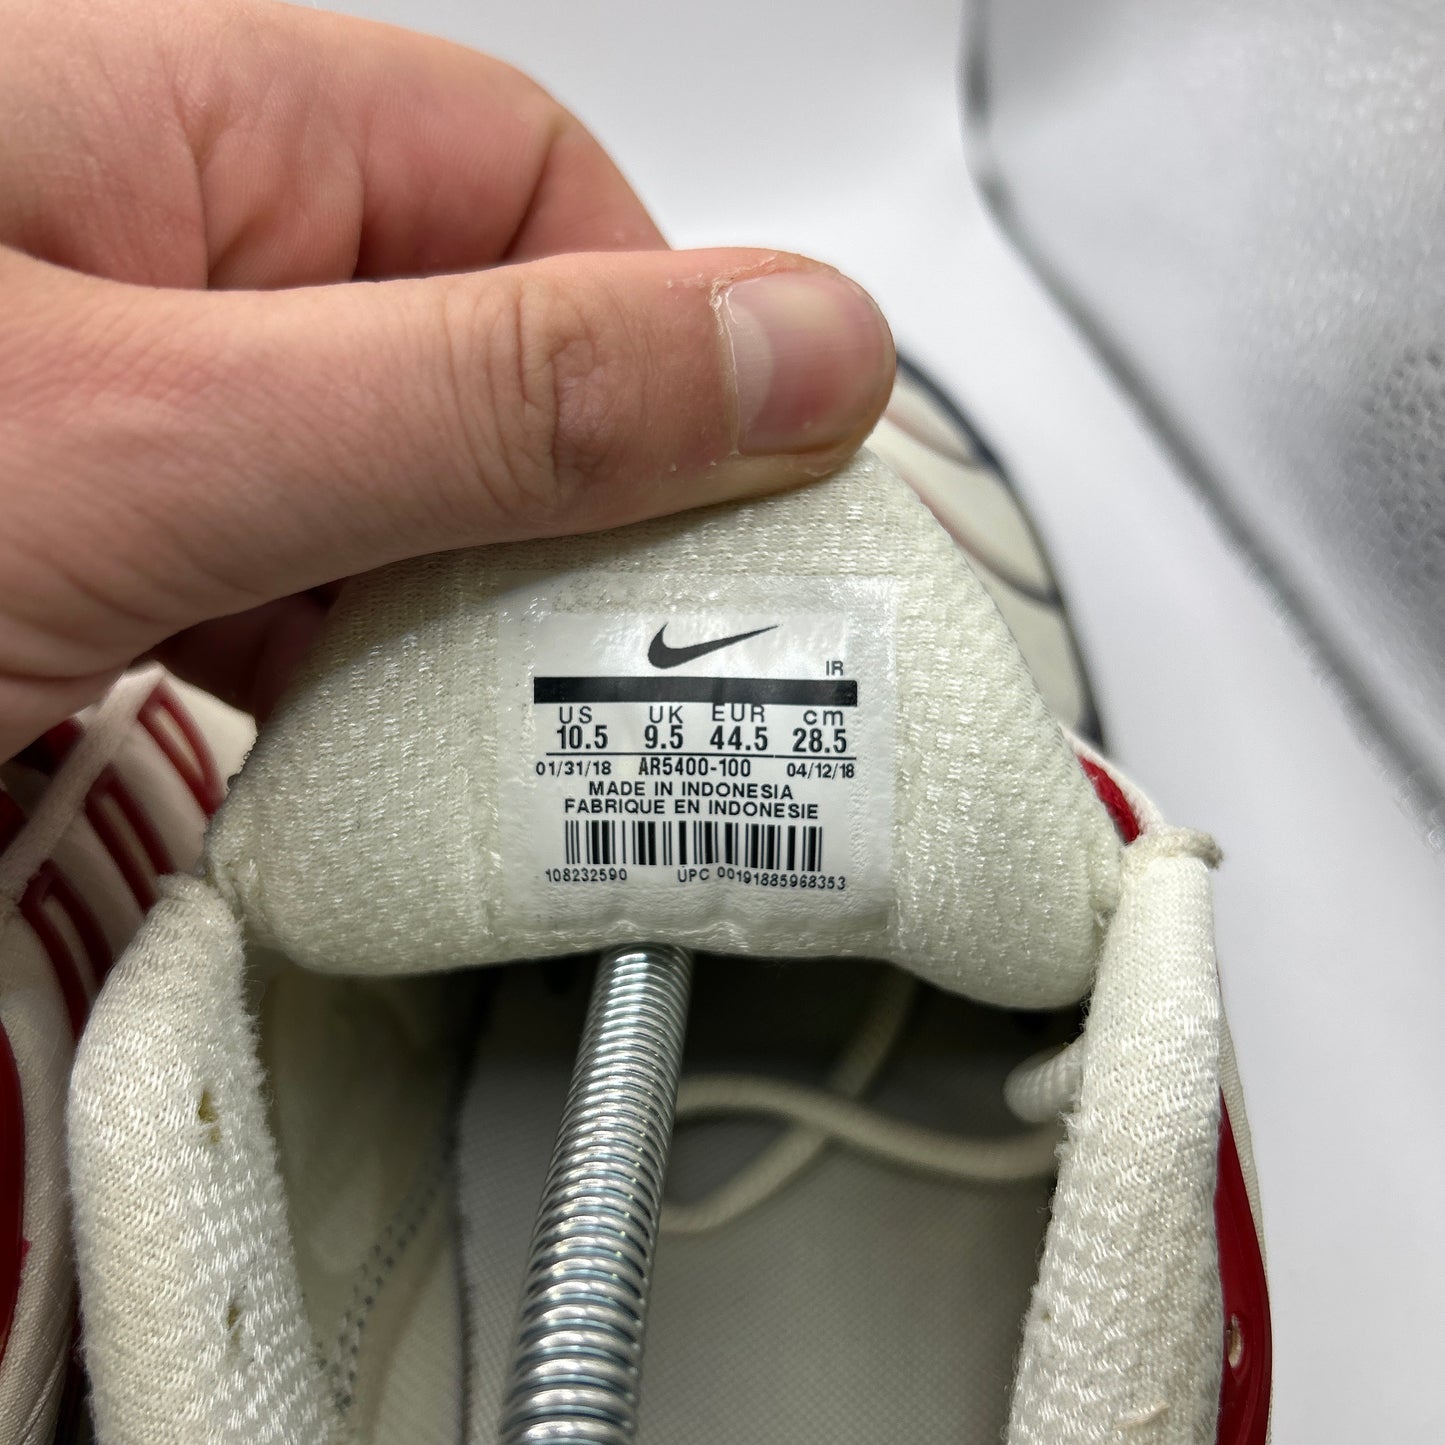 IR
US UK EUR cm
10.5 9.5 44.5 28.5
01/31/18 AR5400-100 04/12/18
MADE IN INDONESIA
FABRIQUE EN INDONESIE
108232590 UPC 00191885968353